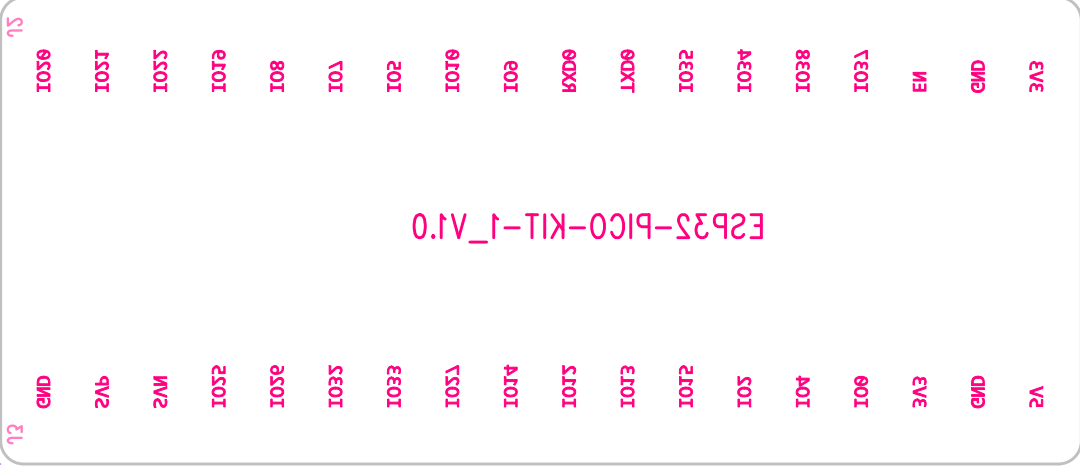 J2
IO20 IO21 IO22 IO19 IO8 IO7 IO5 IO10 IO9 RXD0 TXD0 IO35 IO34 IO38 IO37 EN GND 3V3
ESP32-PICO-KIT-1_V1.0
GND SVP SVN IO25 IO26 IO32 IO33 IO27 IO14 IO12 IO13 IO15 IO2 IO4 IO0 3V3 GND 5V
J3